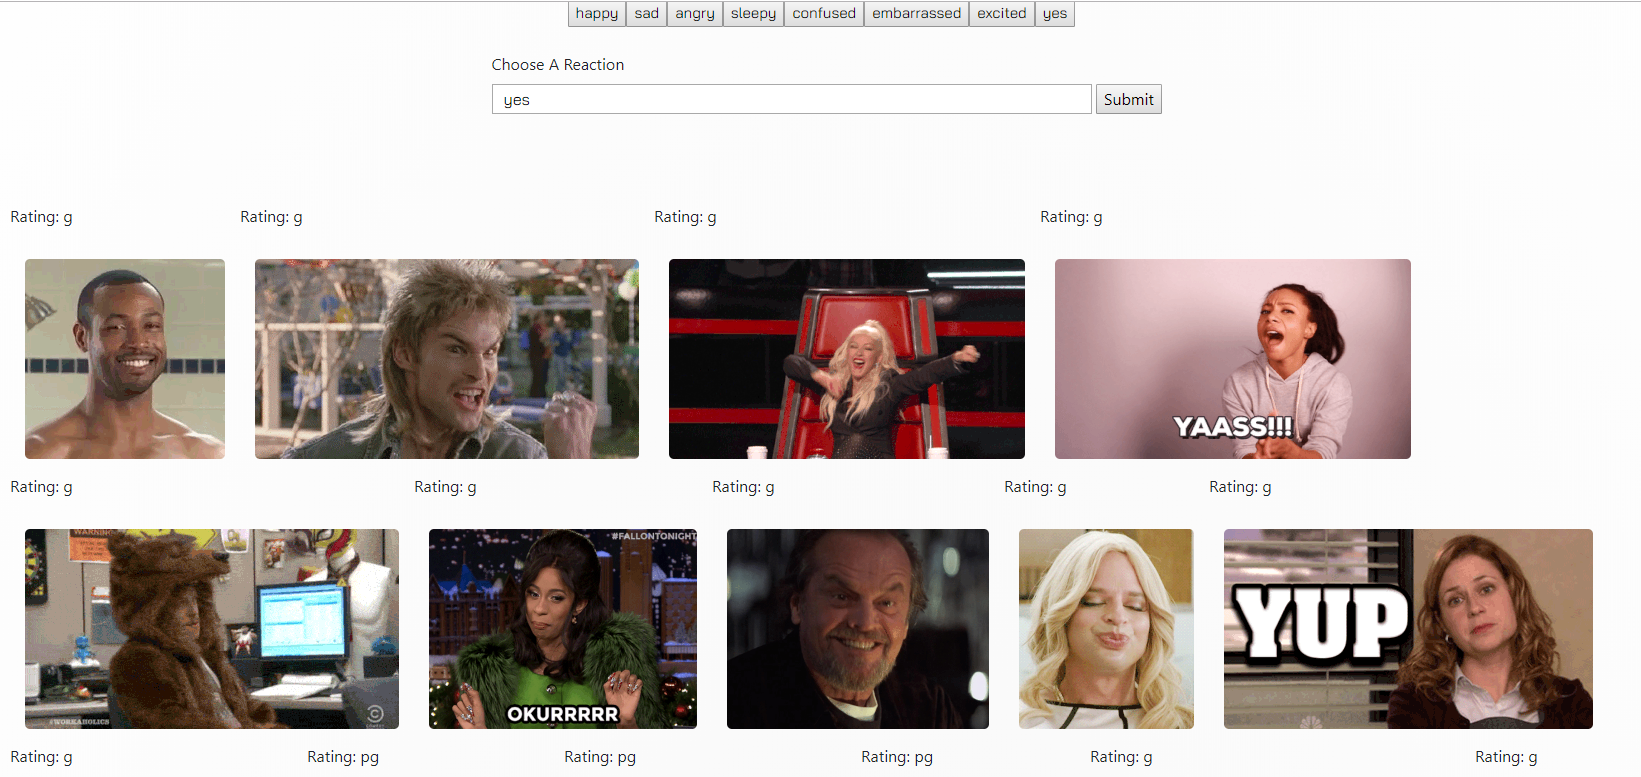 happy sad angry sleepy confused embarrassed excited yes
Choose A Reaction
yes Submit
Rating: g Rating: g Rating: g Rating: g
YAASS!!!
Rating: g Rating: g Rating: g Rating: g Rating: g
WARNING
#FALLONTONIGHT
YUP
OKURRRRR
#WORKAHOLICS
Rating: g Rating: pg Rating: pg Rating: pg Rating: g Rating: g